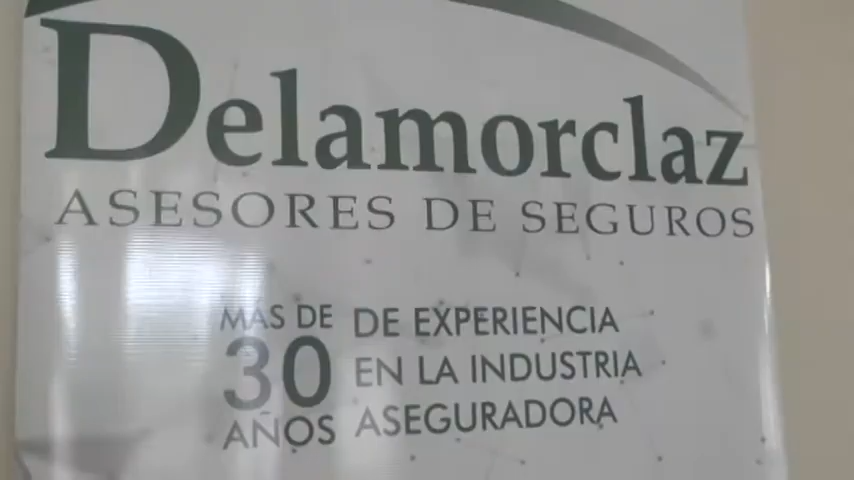 Delamorclaz
ASESORES DE SEGUROS
MÁS DE
30
AÑOS
DE EXPERIENCIA
EN LA INDUSTRIA
ASEGURADORA